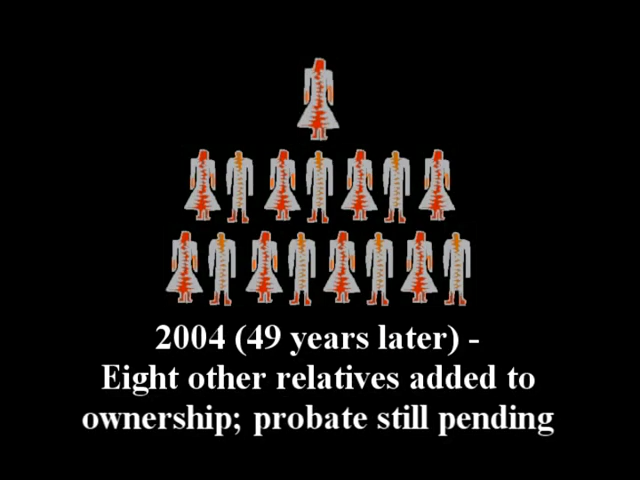 2004 (49 years later) -
Eight other relatives added to
ownership; probate still pending